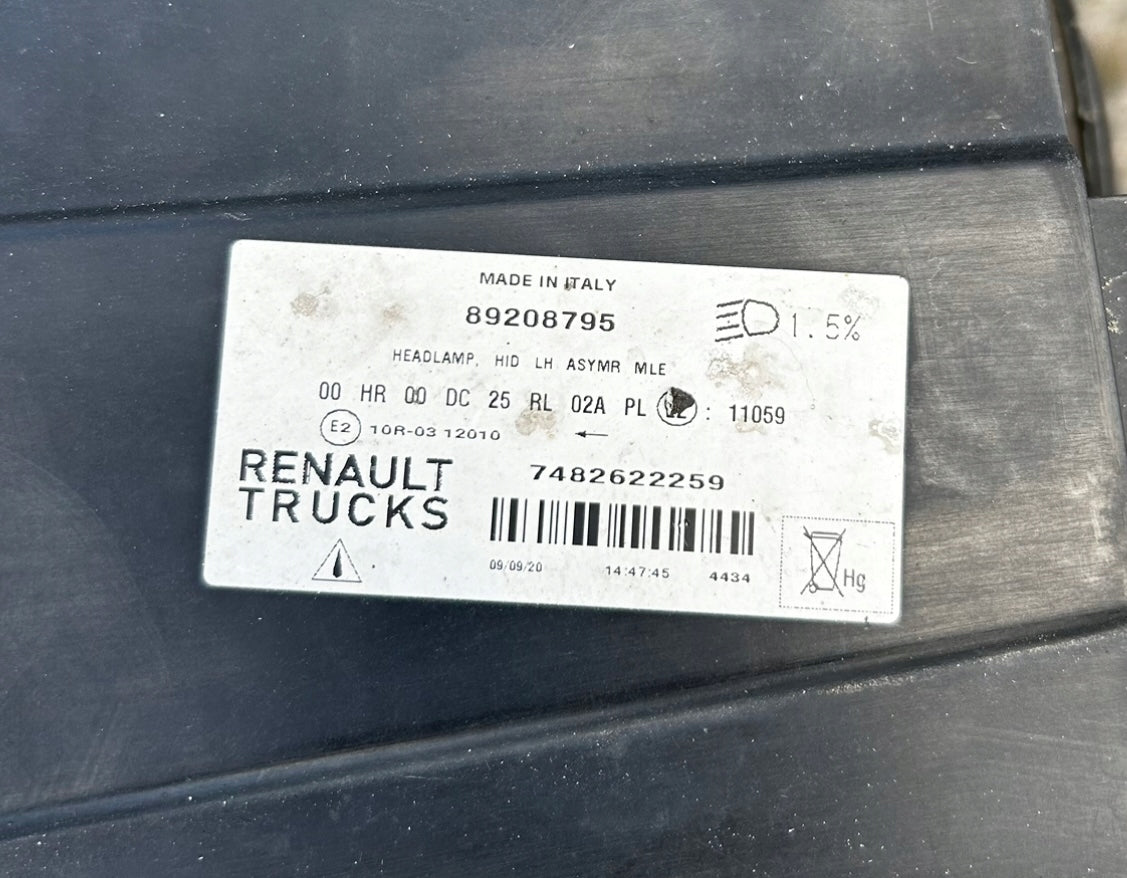 MADE IN ITALY
89208795
1.5%
HEADLAMP, HID LH ASYMR MLE
00 HR 00 DC 25 RL 02A PL : 11059
E2 10R-03 12010
RENAULT
TRUCKS
7482622259
09/09/20 14:47:45 4434
Hg